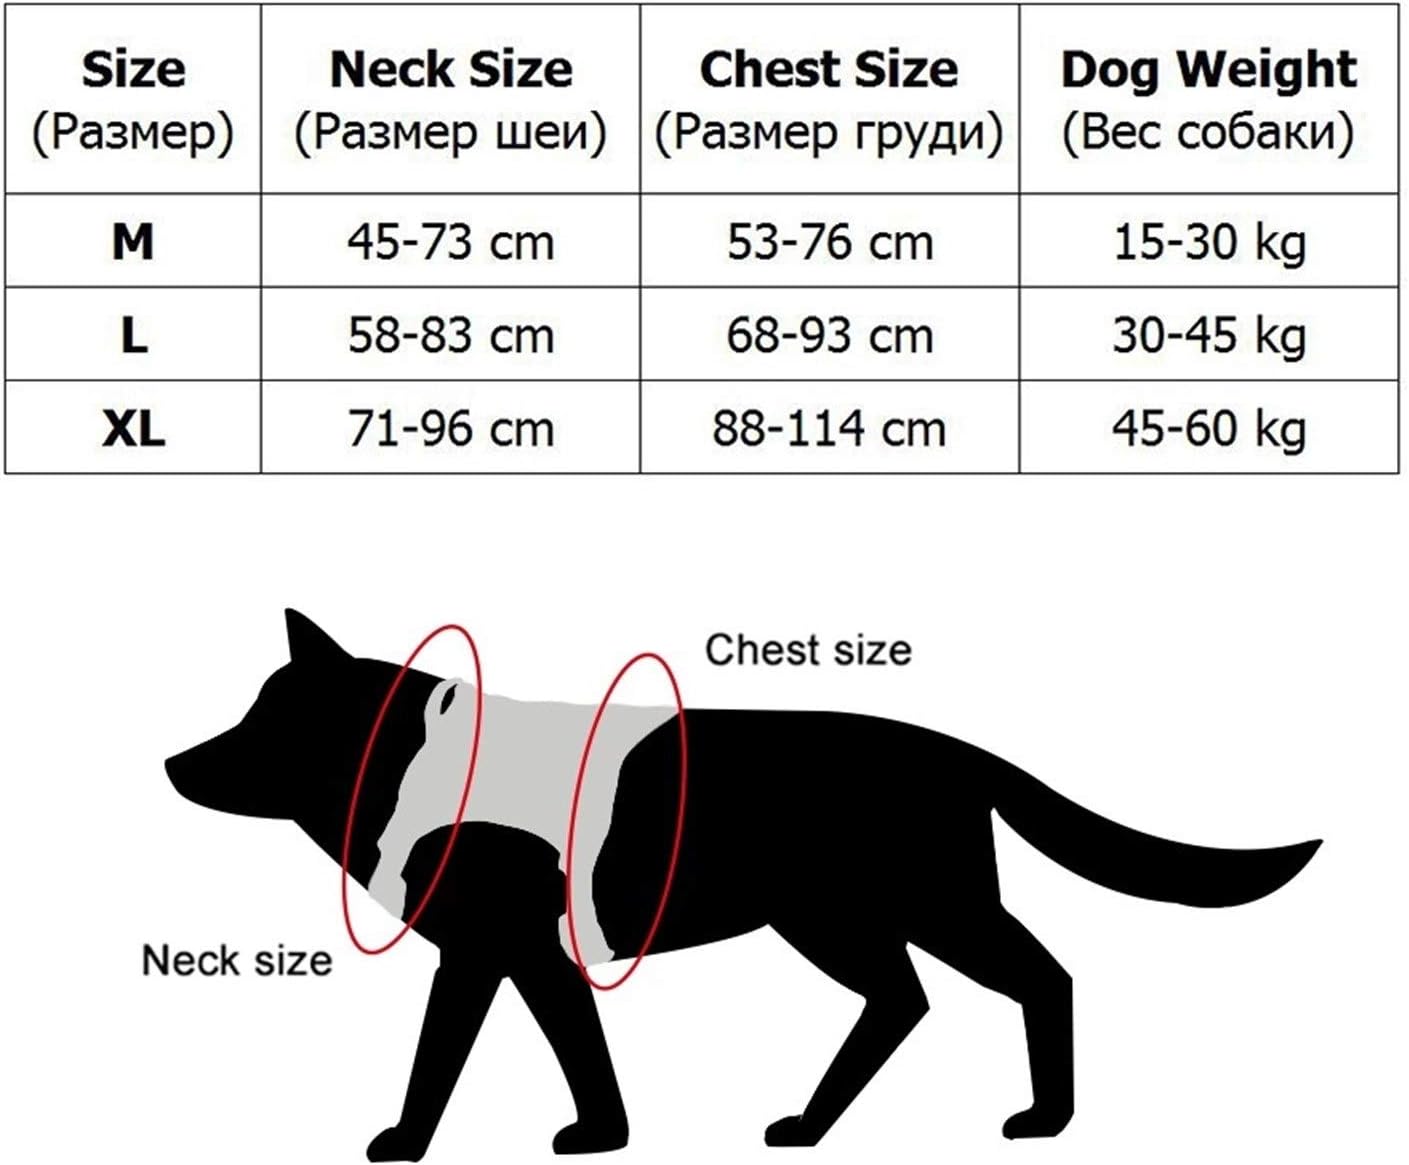 Size Neck Size Chest Size Dog Weight
(Размер) (Размер шеи) (Размер груди) (Вес собаки)
M 45-73 cm 53-76 cm 15-30 kg
L 58-83 cm 68-93 cm 30-45 kg
XL 71-96 cm 88-114 cm 45-60 kg
Chest size
Neck size